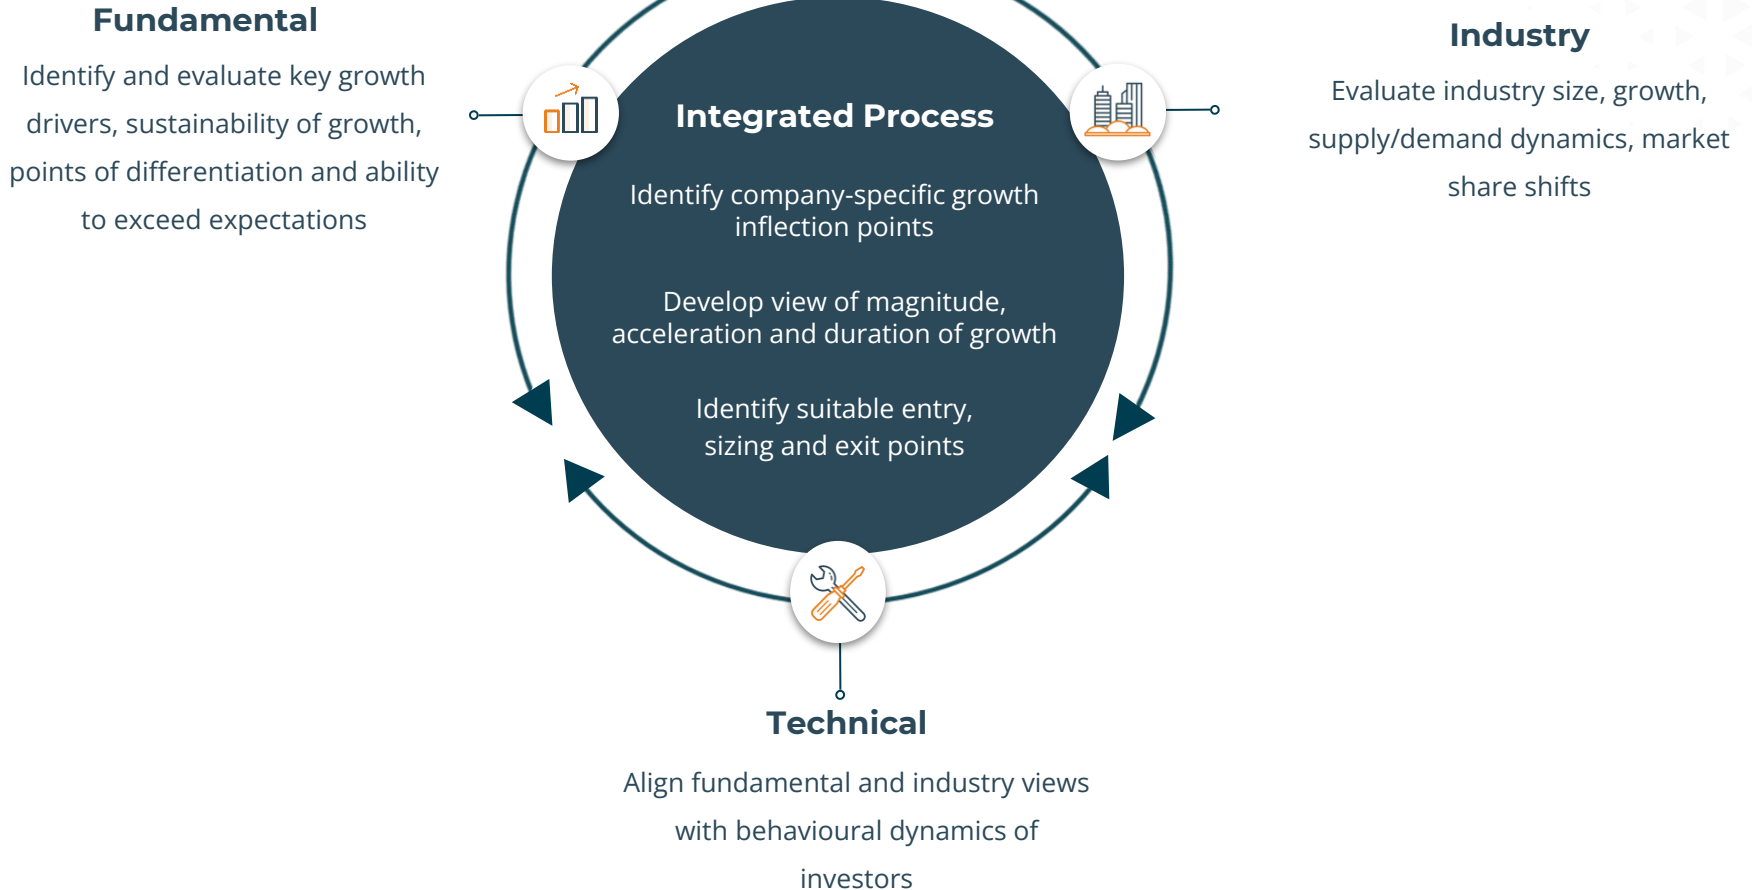 Fundamental
Identify and evaluate key growth
drivers, sustainability of growth,
points of differentiation and ability
to exceed expectations
Integrated Process
Identify company-specific growth
inflection points
Develop view of magnitude,
acceleration and duration of growth
Identify suitable entry,
sizing and exit points
Industry
Evaluate industry size, growth,
supply/demand dynamics, market
share shifts
Technical
Align fundamental and industry views
with behavioural dynamics of
investors